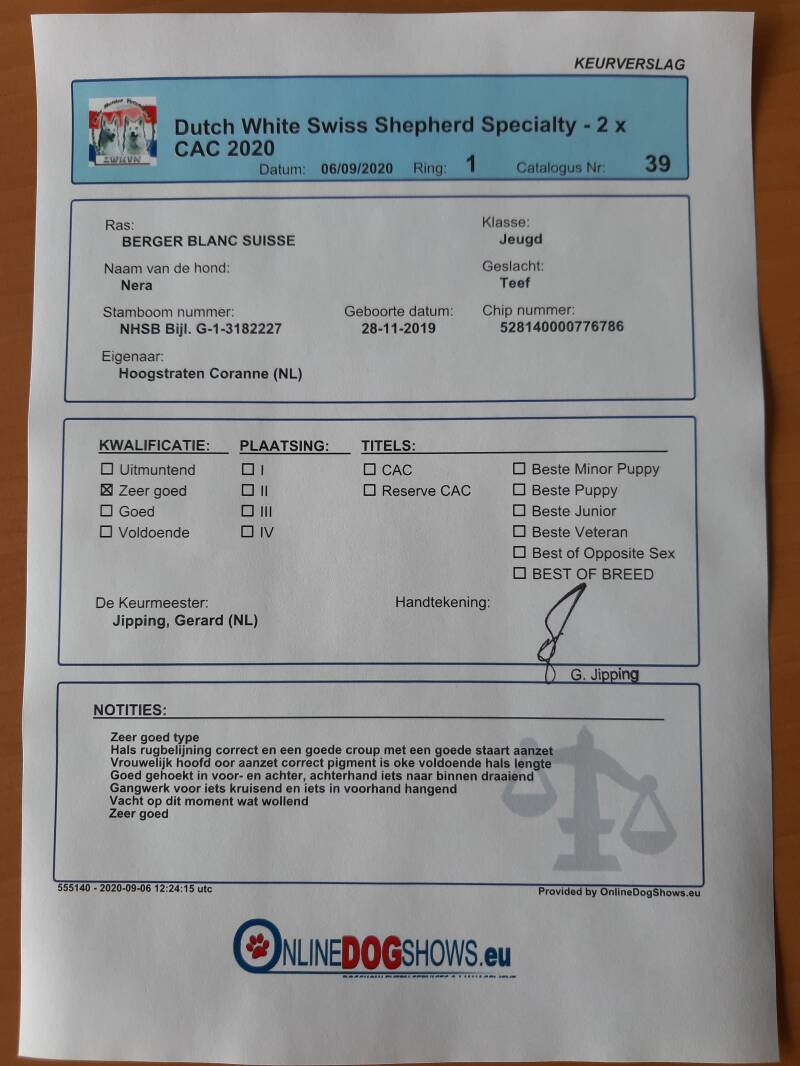 KEURVERSLAG
Dutch White Swiss Shepherd Specialty - 2 x
CAC 2020
Datum: 06/09/2020 Ring: 1 Catalogus Nr: 39
ZWHVN
Ras: Klasse:
BERGER BLANC SUISSE Jeugd
Naam van de hond: Geslacht:
Nera Teef
Stamboom nummer: Geboorte datum: Chip nummer:
NHSB Bijl. G-1-3182227 28-11-2019 528140000776786
Eigenaar:
Hoogstraten Coranne (NL)
KWALIFICATIE: PLAATSING: TITELS:
☐ Uitmuntend ☐ I ☐ CAC ☐ Beste Minor Puppy
☒ Zeer goed ☐ II ☐ Reserve CAC ☐ Beste Puppy
☐ Goed ☐ III ☐ Beste Junior
☐ Voldoende ☐ IV ☐ Beste Veteran
☐ Best of Opposite Sex
☐ BEST OF BREED
De Keurmeester: Handtekening:
Jipping, Gerard (NL)
G. Jipping
NOTITIES:
Zeer goed type
Hals rugbelijning correct en een goede croup met een goede staart aanzet
Vrouwelijk hoofd oor aanzet correct pigment is oke voldoende hals lengte
Goed gehoekt in voor- en achter, achterhand iets naar binnen draaiend
Gangwerk voor iets kruisend en iets in voorhand hangend
Vacht op dit moment wat wollend
Zeer goed
555140 - 2020-09-06 12:24:15 utc Provided by OnlineDogShows.eu
ONLINEDOGSHOWS.eu